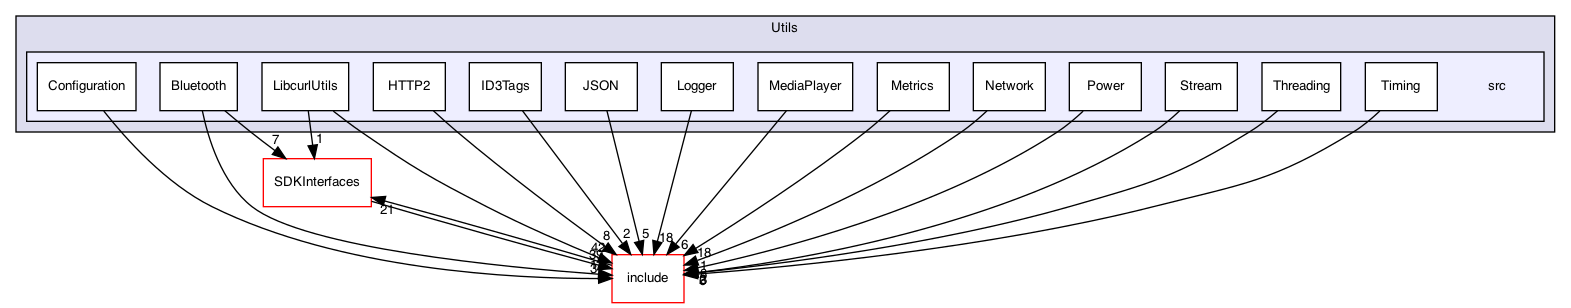 Utils
Configuration
Bluetooth
LibcurlUtils
HTTP2
ID3Tags
JSON
Logger
MediaPlayer
Metrics
Network
Power
Stream
Threading
Timing
src
7
1
SDKInterfaces
21
8
2
5
18
6
18
include